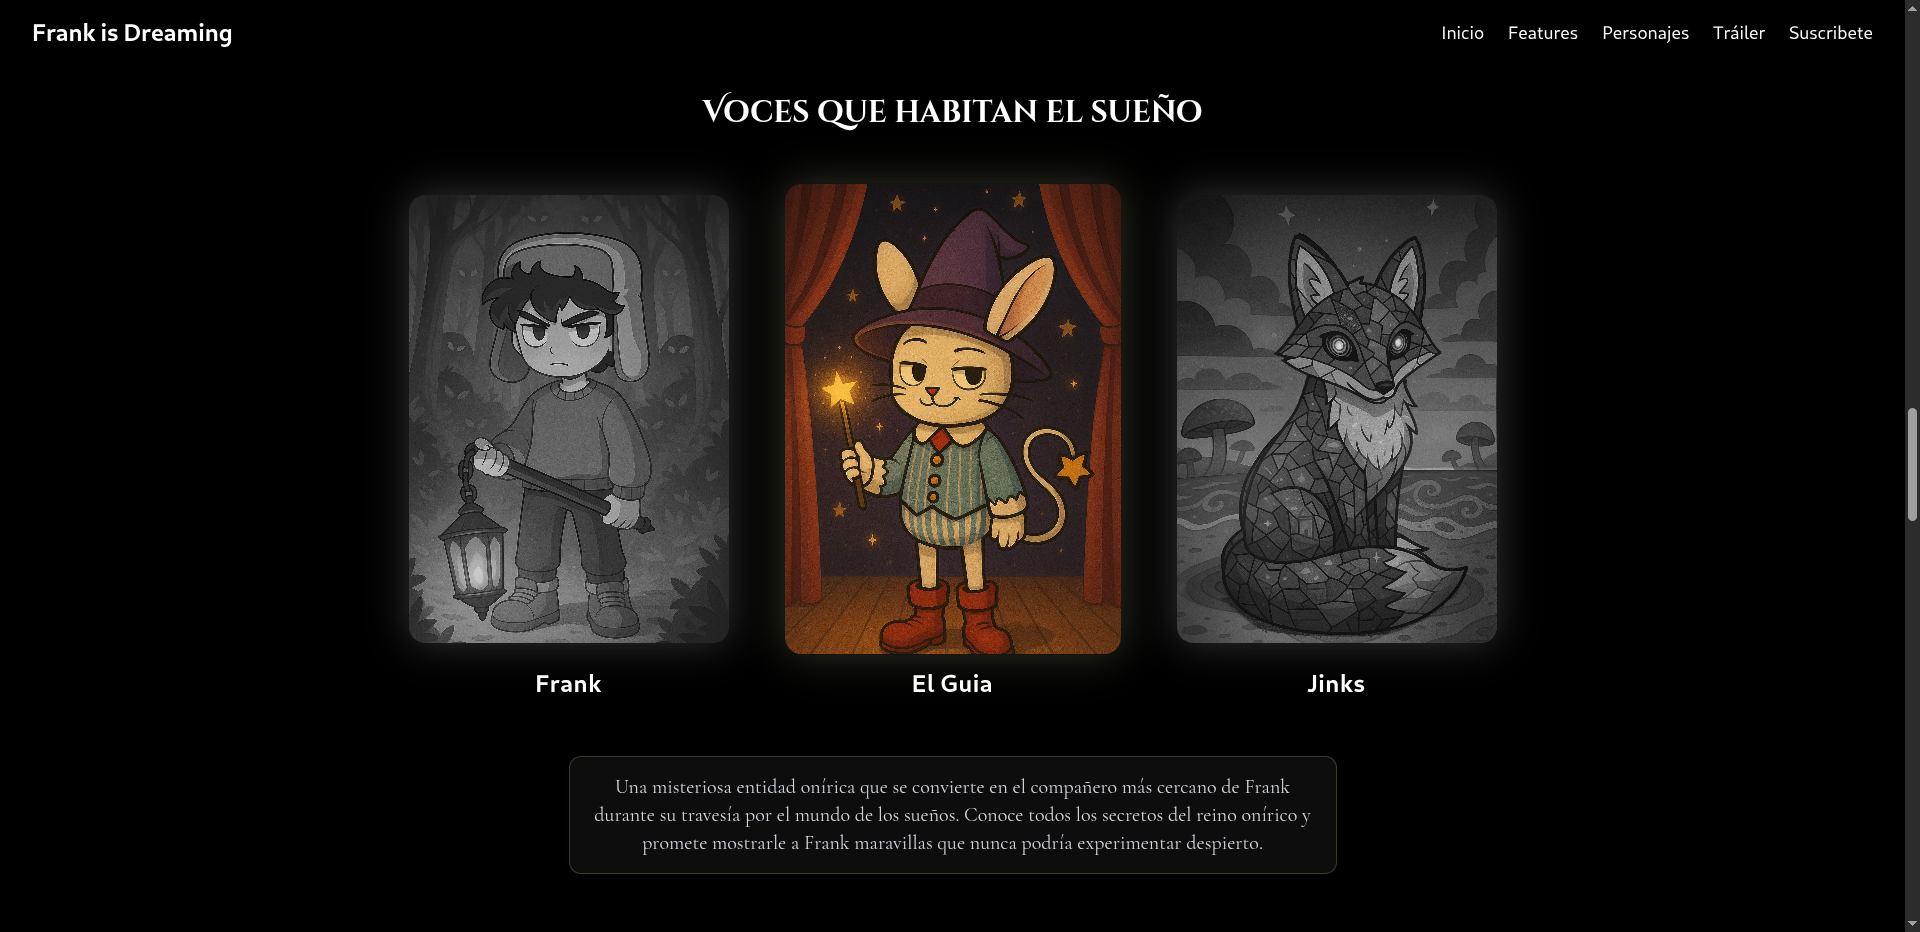 Frank is Dreaming
Inicio Features Personajes Tráiler Suscribete
VOCES QUE HABITAN EL SUEÑO
Frank
El Guia
Jinks
Una misteriosa entidad onírica que se convierte en el compañero más cercano de Frank
durante su travesía por el mundo de los sueños. Conoce todos los secretos del reino onírico y
promete mostrarle a Frank maravillas que nunca podría experimentar despierto.